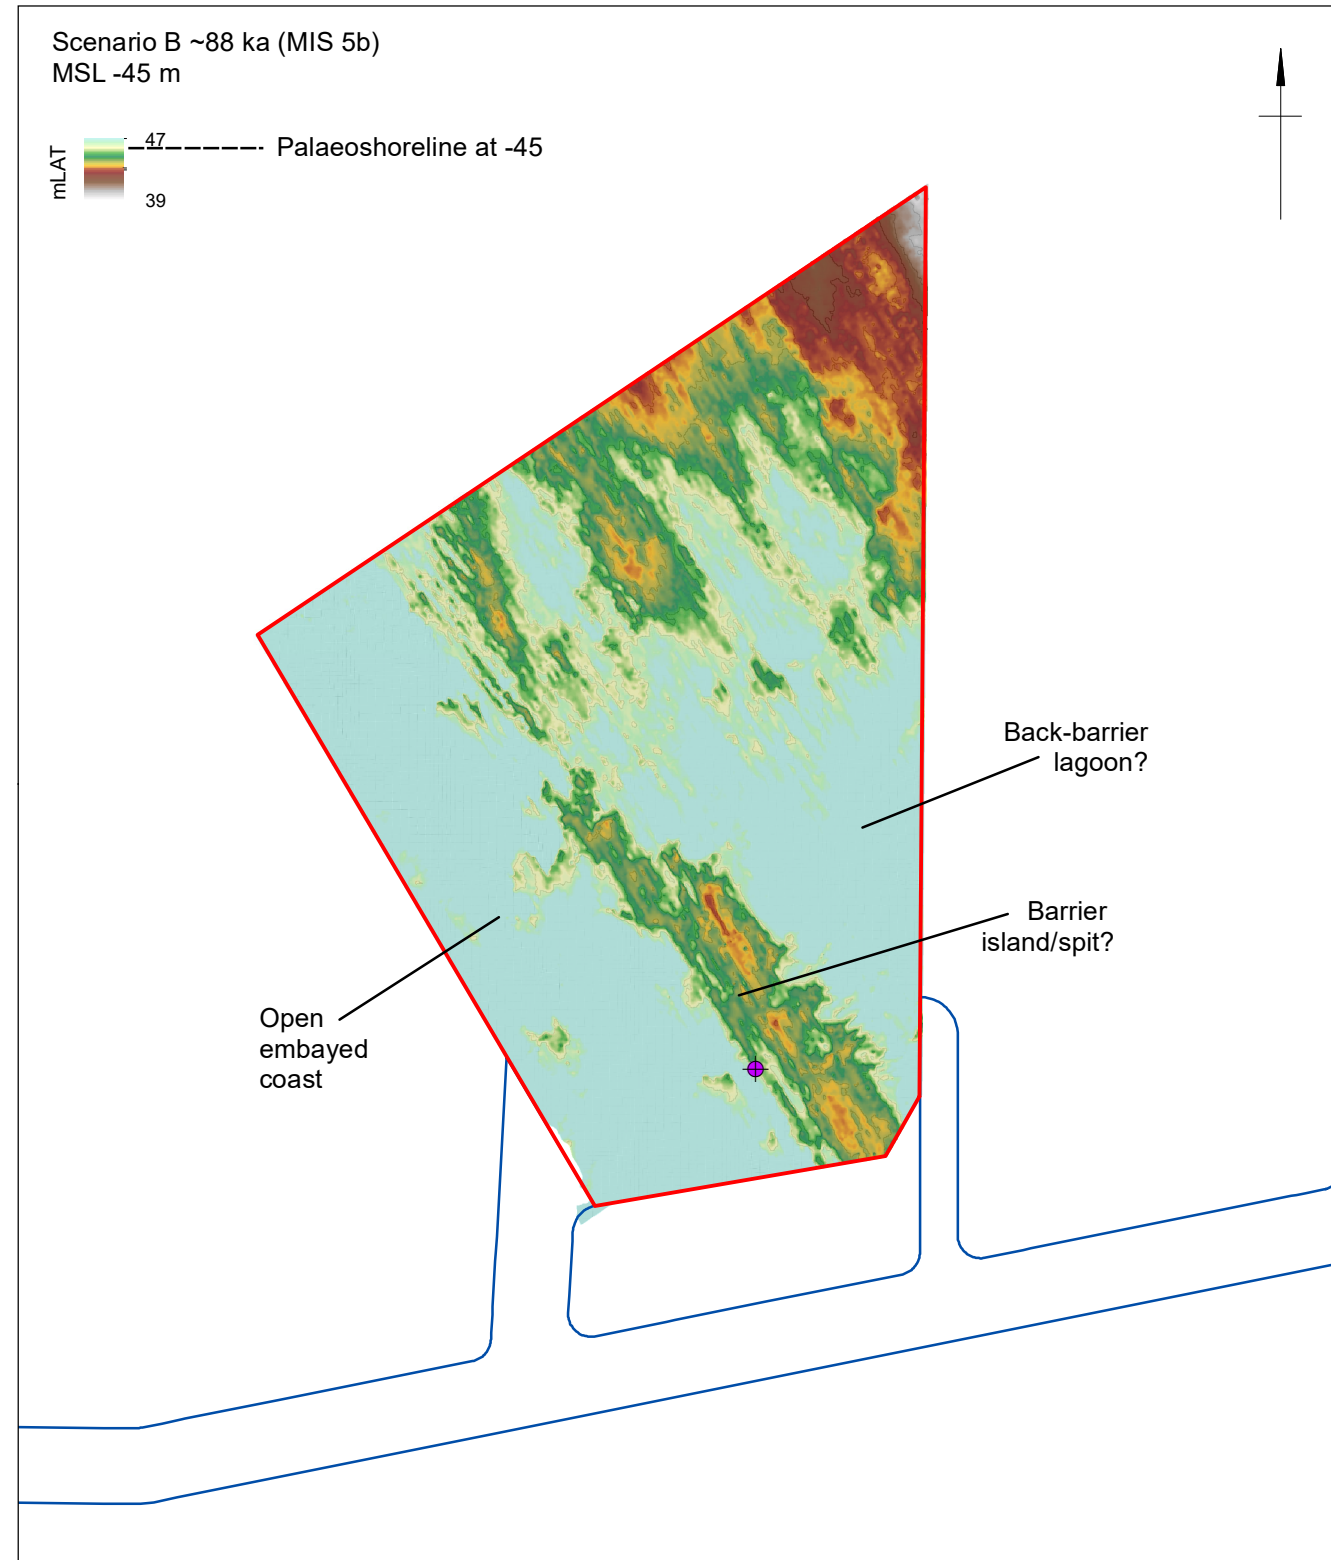 Scenario B ~88 ka (MIS 5b)
MSL -45 m
47
Palaeoshoreline at -45
mLAT
39
Back-barrier
lagoon?
Barrier
island/spit?
Open
embayed
coast